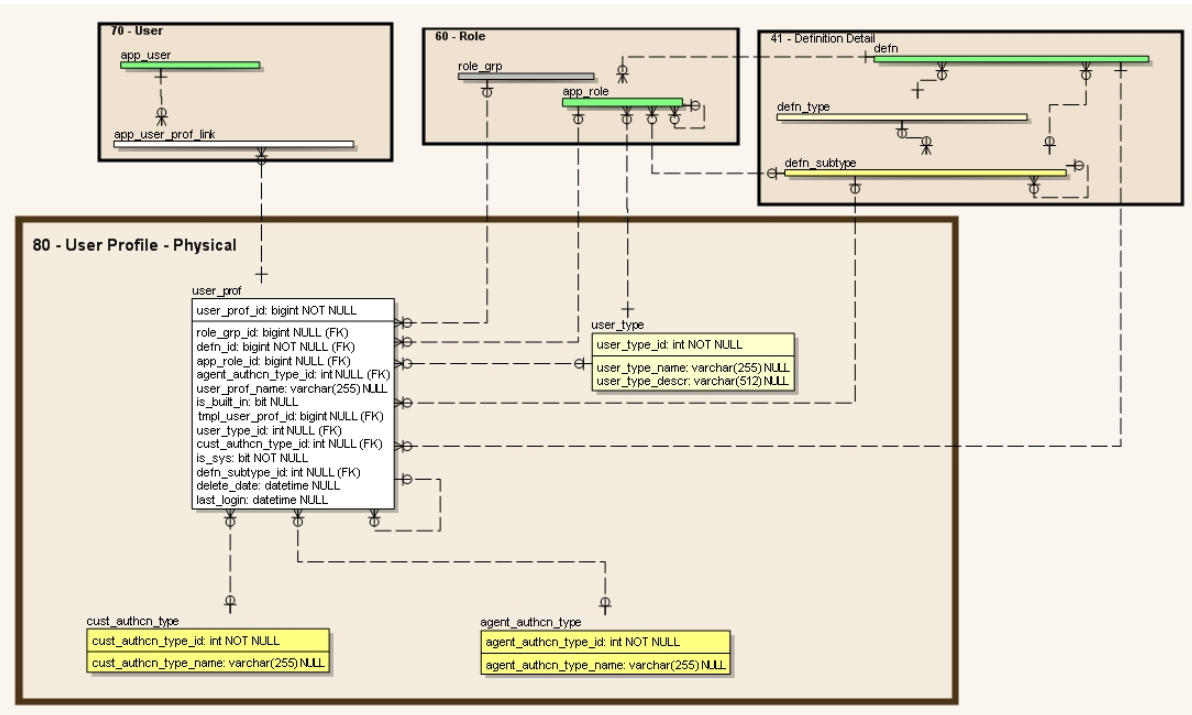 70 - User
app_user
app_user_prof_link
60 - Role
role_grp
app_role
41 - Definition Detail
defn
defn_type
defn_subtype
80 - User Profile - Physical
user_prof
user_prof_id: bigint NOT NULL
role_grp_id: bigint NULL (FK)
defn_id: bigint NOT NULL (FK)
app_role_id: bigint NULL (FK)
agent_authcn_type_id: int NULL (FK)
user_prof_name: varchar(255) NULL
is_built_in: bit NULL
tmpl_user_prof_id: bigint NULL (FK)
user_type_id: int NULL (FK)
cust_authcn_type_id: int NULL (FK)
is_sys: bit NOT NULL
defn_subtype_id: int NULL (FK)
delete_date: datetime NULL
last_login: datetime NULL
user_type
user_type_id: int NOT NULL
user_type_name: varchar(255) NULL
user_type_descr: varchar(512) NULL
cust_authcn_type
cust_authcn_type_id: int NOT NULL
cust_authcn_type_name: varchar(255) NULL
agent_authcn_type
agent_authcn_type_id: int NOT NULL
agent_authcn_type_name: varchar(255) NULL